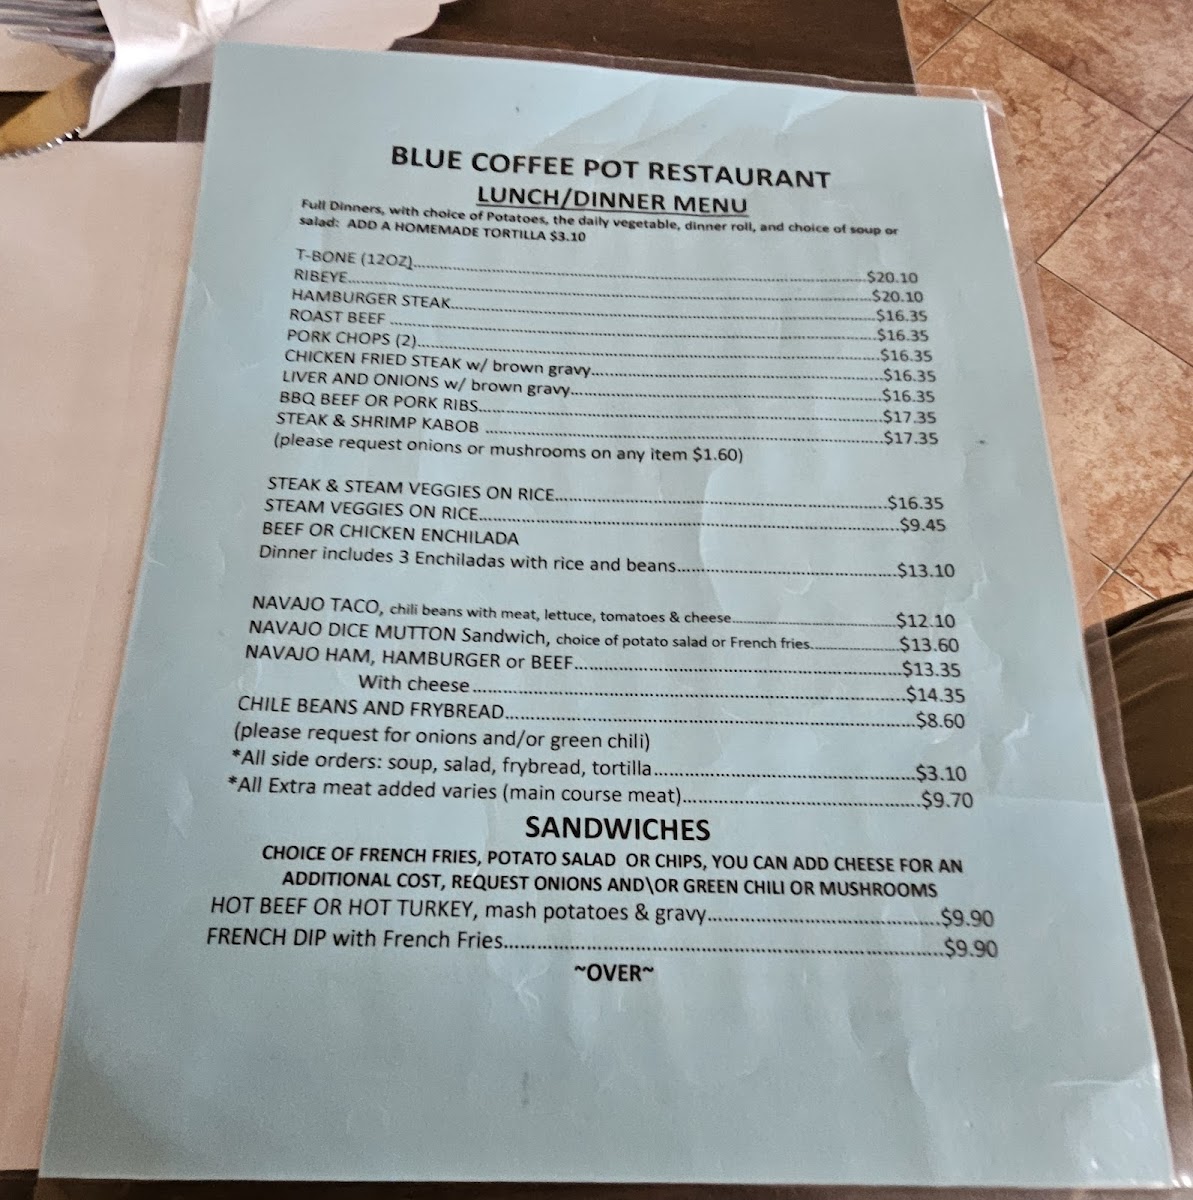 BLUE COFFEE POT RESTAURANT
LUNCH/DINNER MENU
Full Dinners, with choice of Potatoes, the daily vegetable, dinner roll, and choice of soup or
salad: ADD A HOMEMADE TORTILLA $3.10
T-BONE (12OZ)..........$20.10
RIBEYE..........$20.10
HAMBURGER STEAK..........$16.35
ROAST BEEF ..........$16.35
PORK CHOPS (2)..........$16.35
CHICKEN FRIED STEAK w/ brown gravy..........$16.35
LIVER AND ONIONS w/ brown gravy..........$16.35
BBQ BEEF OR PORK RIBS..........$17.35
STEAK & SHRIMP KABOB ..........$17.35
(please request onions or mushrooms on any item $1.60)
STEAK & STEAM VEGGIES ON RICE..........$16.35
STEAM VEGGIES ON RICE..........$9.45
BEEF OR CHICKEN ENCHILADA
Dinner includes 3 Enchiladas with rice and beans..........$13.10
NAVAJO TACO, chili beans with meat, lettuce, tomatoes & cheese..........$12.10
NAVAJO DICE MUTTON Sandwich, choice of potato salad or French fries..........$13.60
NAVAJO HAM, HAMBURGER or BEEF..........$13.35
With cheese..........$14.35
CHILE BEANS AND FRYBREAD..........$8.60
(please request for onions and/or green chili)
*All side orders: soup, salad, frybread, tortilla..........$3.10
*All Extra meat added varies (main course meat)..........$9.70
SANDWICHES
CHOICE OF FRENCH FRIES, POTATO SALAD OR CHIPS, YOU CAN ADD CHEESE FOR AN
ADDITIONAL COST, REQUEST ONIONS AND\OR GREEN CHILI OR MUSHROOMS
HOT BEEF OR HOT TURKEY, mash potatoes & gravy..........$9.90
FRENCH DIP with French Fries..........$9.90
~OVER~